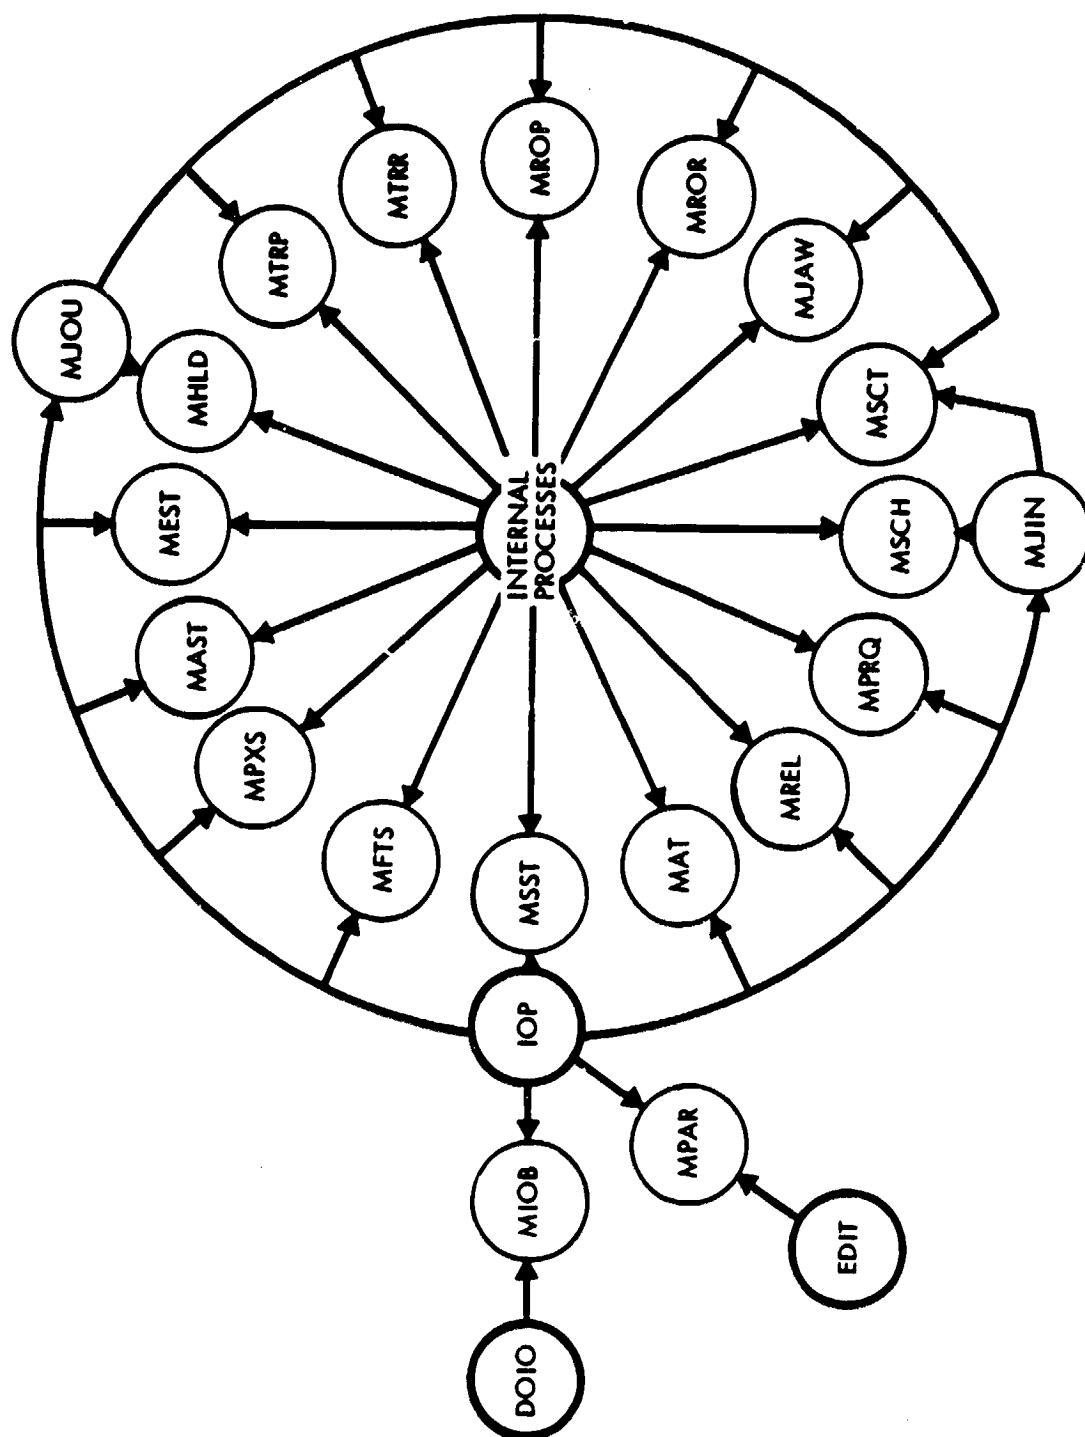 MJOU
MHLD
MTRP
MTRR
MROP
MROR
MJAW
MSCT
MEST
MAST
MPXS
MFTS
INTERNAL
PROCESSES
MSCH
MJIN
MPRQ
MREL
MAT
MSST
IOP
MIOB
MPAR
DOIO
EDIT